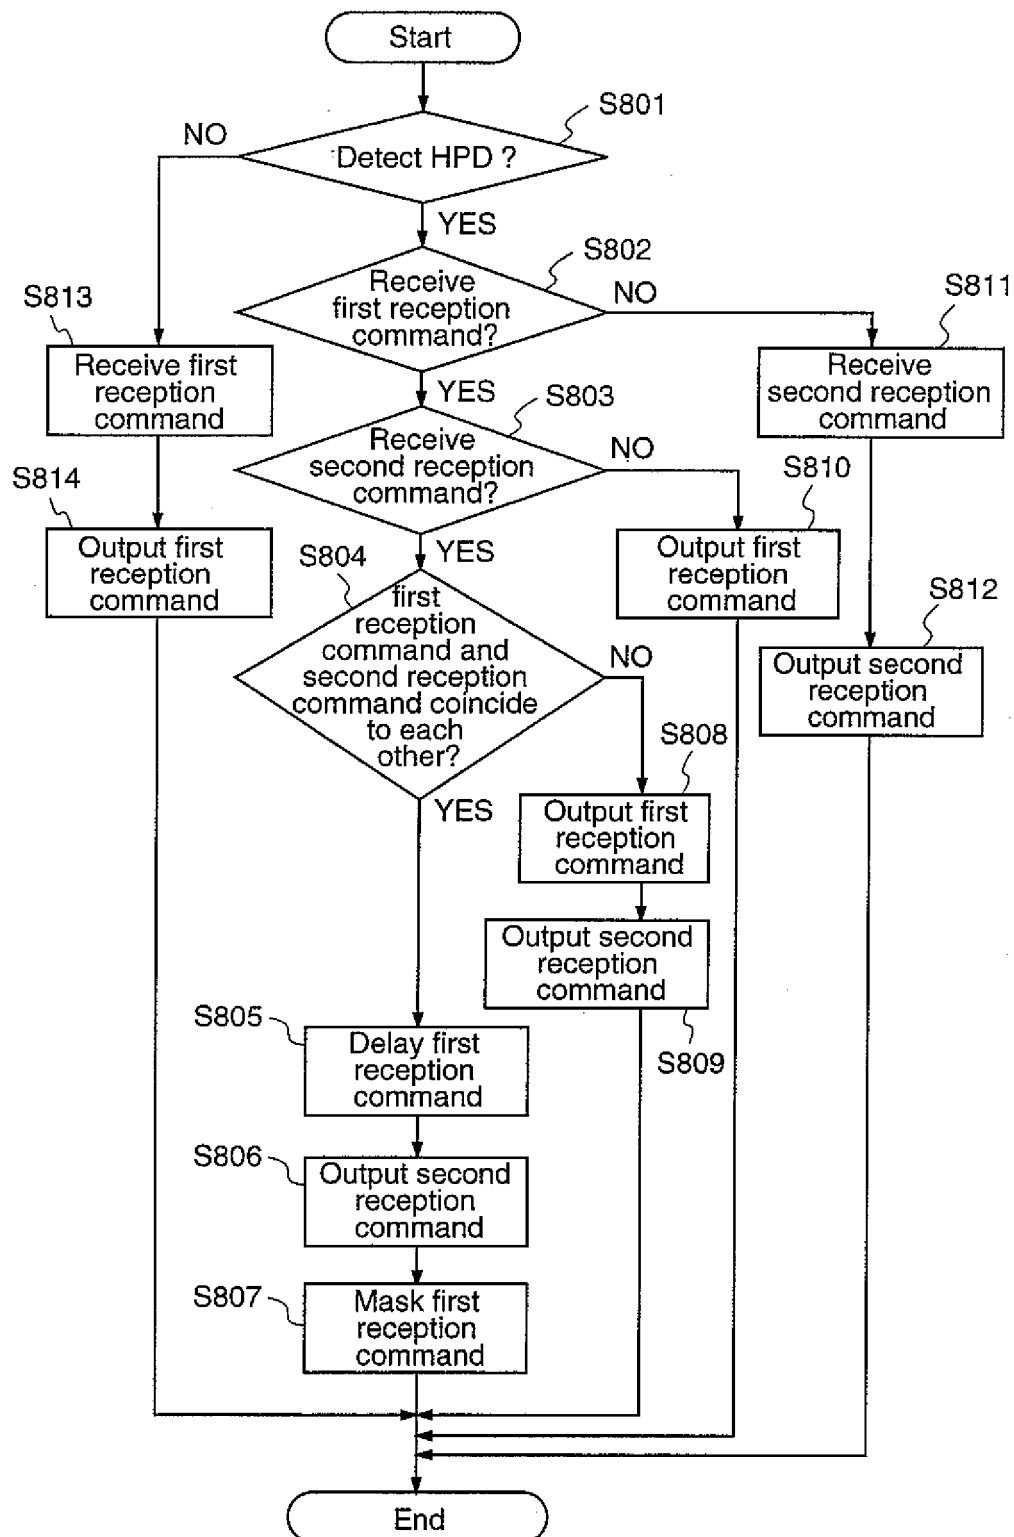 Start
S801
NO
Detect HPD ?
YES
S802
Receive
first reception
command?
NO
S811
S813
Receive first
reception
command
Receive
second reception
command
YES
S803
Receive
second reception
command?
NO
S810
S814
Output first
reception
command
YES
Output first
reception
command
S804
first
reception
command and
second reception
command coincide
to each
other?
NO
S812
Output second
reception
command
S808
YES
Output first
reception
command
Output second
reception
command
S809
S805
Delay first
reception
command
S806
Output second
reception
command
S807
Mask first
reception
command
End